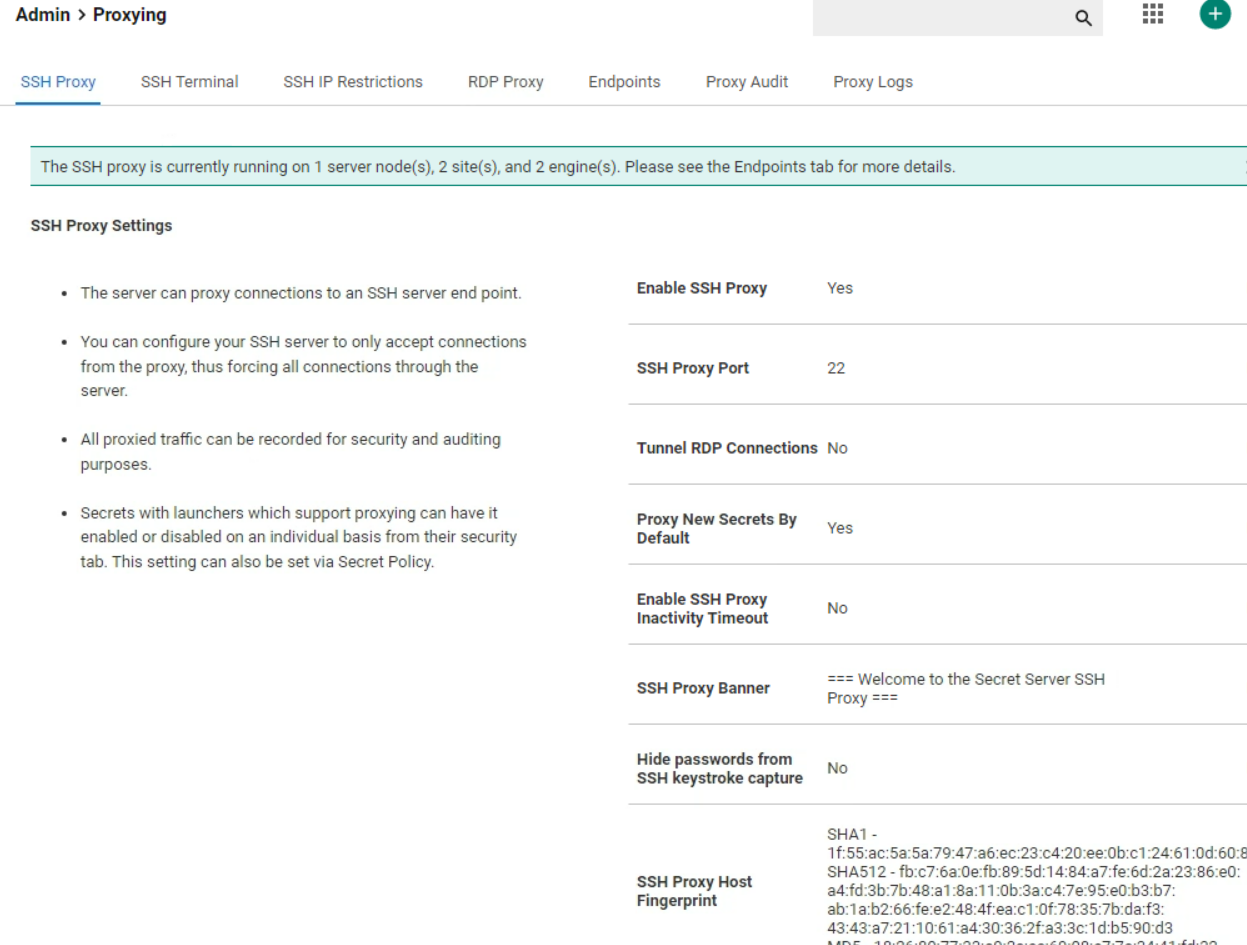 Admin > Proxying
SSH Proxy SSH Terminal SSH IP Restrictions RDP Proxy Endpoints Proxy Audit Proxy Logs
The SSH proxy is currently running on 1 server node(s), 2 site(s), and 2 engine(s). Please see the Endpoints tab for more details.
SSH Proxy Settings
The server can proxy connections to an SSH server end point.
You can configure your SSH server to only accept connections
from the proxy, thus forcing all connections through the
server.
All proxied traffic can be recorded for security and auditing
purposes.
Secrets with launchers which support proxying can have it
enabled or disabled on an individual basis from their security
tab. This setting can also be set via Secret Policy.
Enable SSH Proxy Yes
SSH Proxy Port 22
Tunnel RDP Connections No
Proxy New Secrets By
Default
Yes
Enable SSH Proxy
Inactivity Timeout
No
SSH Proxy Banner
=== Welcome to the Secret Server SSH
Proxy ===
Hide passwords from
SSH keystroke capture
No
SSH Proxy Host
Fingerprint
SHA1 -
1f:55:ac:5a:5a:79:47:a6:ec:23:c4:20:ee:0b:c1:24:61:0d:60:8
SHA512 - fb:c7:6a:0e:fb:89:5d:14:84:a7:fe:6d:2a:23:86:e0:
a4:fd:3b:7b:48:a1:8a:11:0b:3a:c4:7e:95:e0:b3:b7:
ab:1a:b2:66:fe:e2:48:4f:ea:c1:0f:78:35:7b:da:f3:
43:43:a7:21:10:61:a4:30:36:2f:a3:3c:1d:b5:90:d3